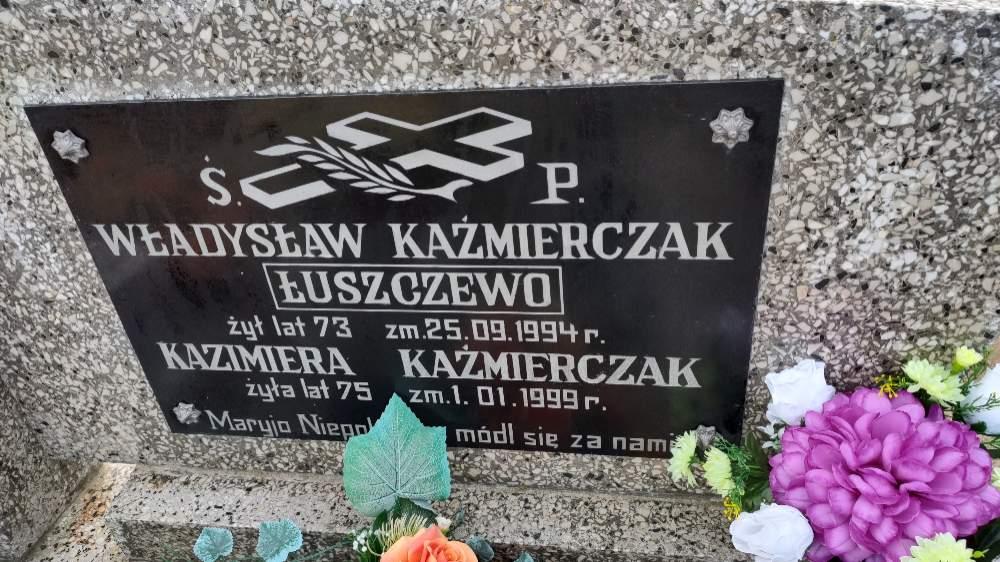 Ś. P.
WŁADYSŁAW KAŹMIERCZAK
ŁUSZCZEWO
żył lat 73 zm. 25.09.1994 r.
KAZIMIERA KAŹMIERCZAK
żyła lat 75 zm. 1.01.1999 r.
Maryjo módl się za nami